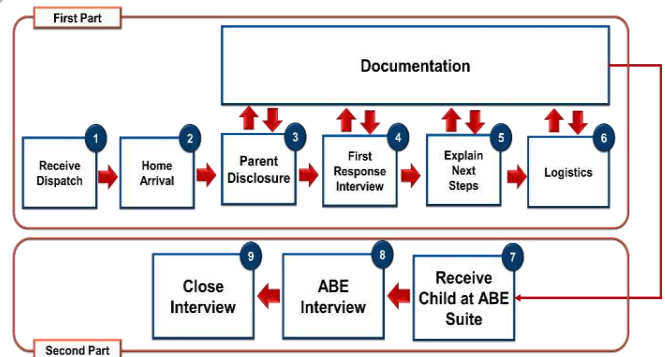 First Part
Documentation
1
Receive
Dispatch
2
Home
Arrival
3
Parent
Disclosure
4
First
Response
Interview
5
Explain
Next
Steps
6
Logistics
9
Close
Interview
8
ABE
Interview
7
Receive
Child at ABE
Suite
Second Part